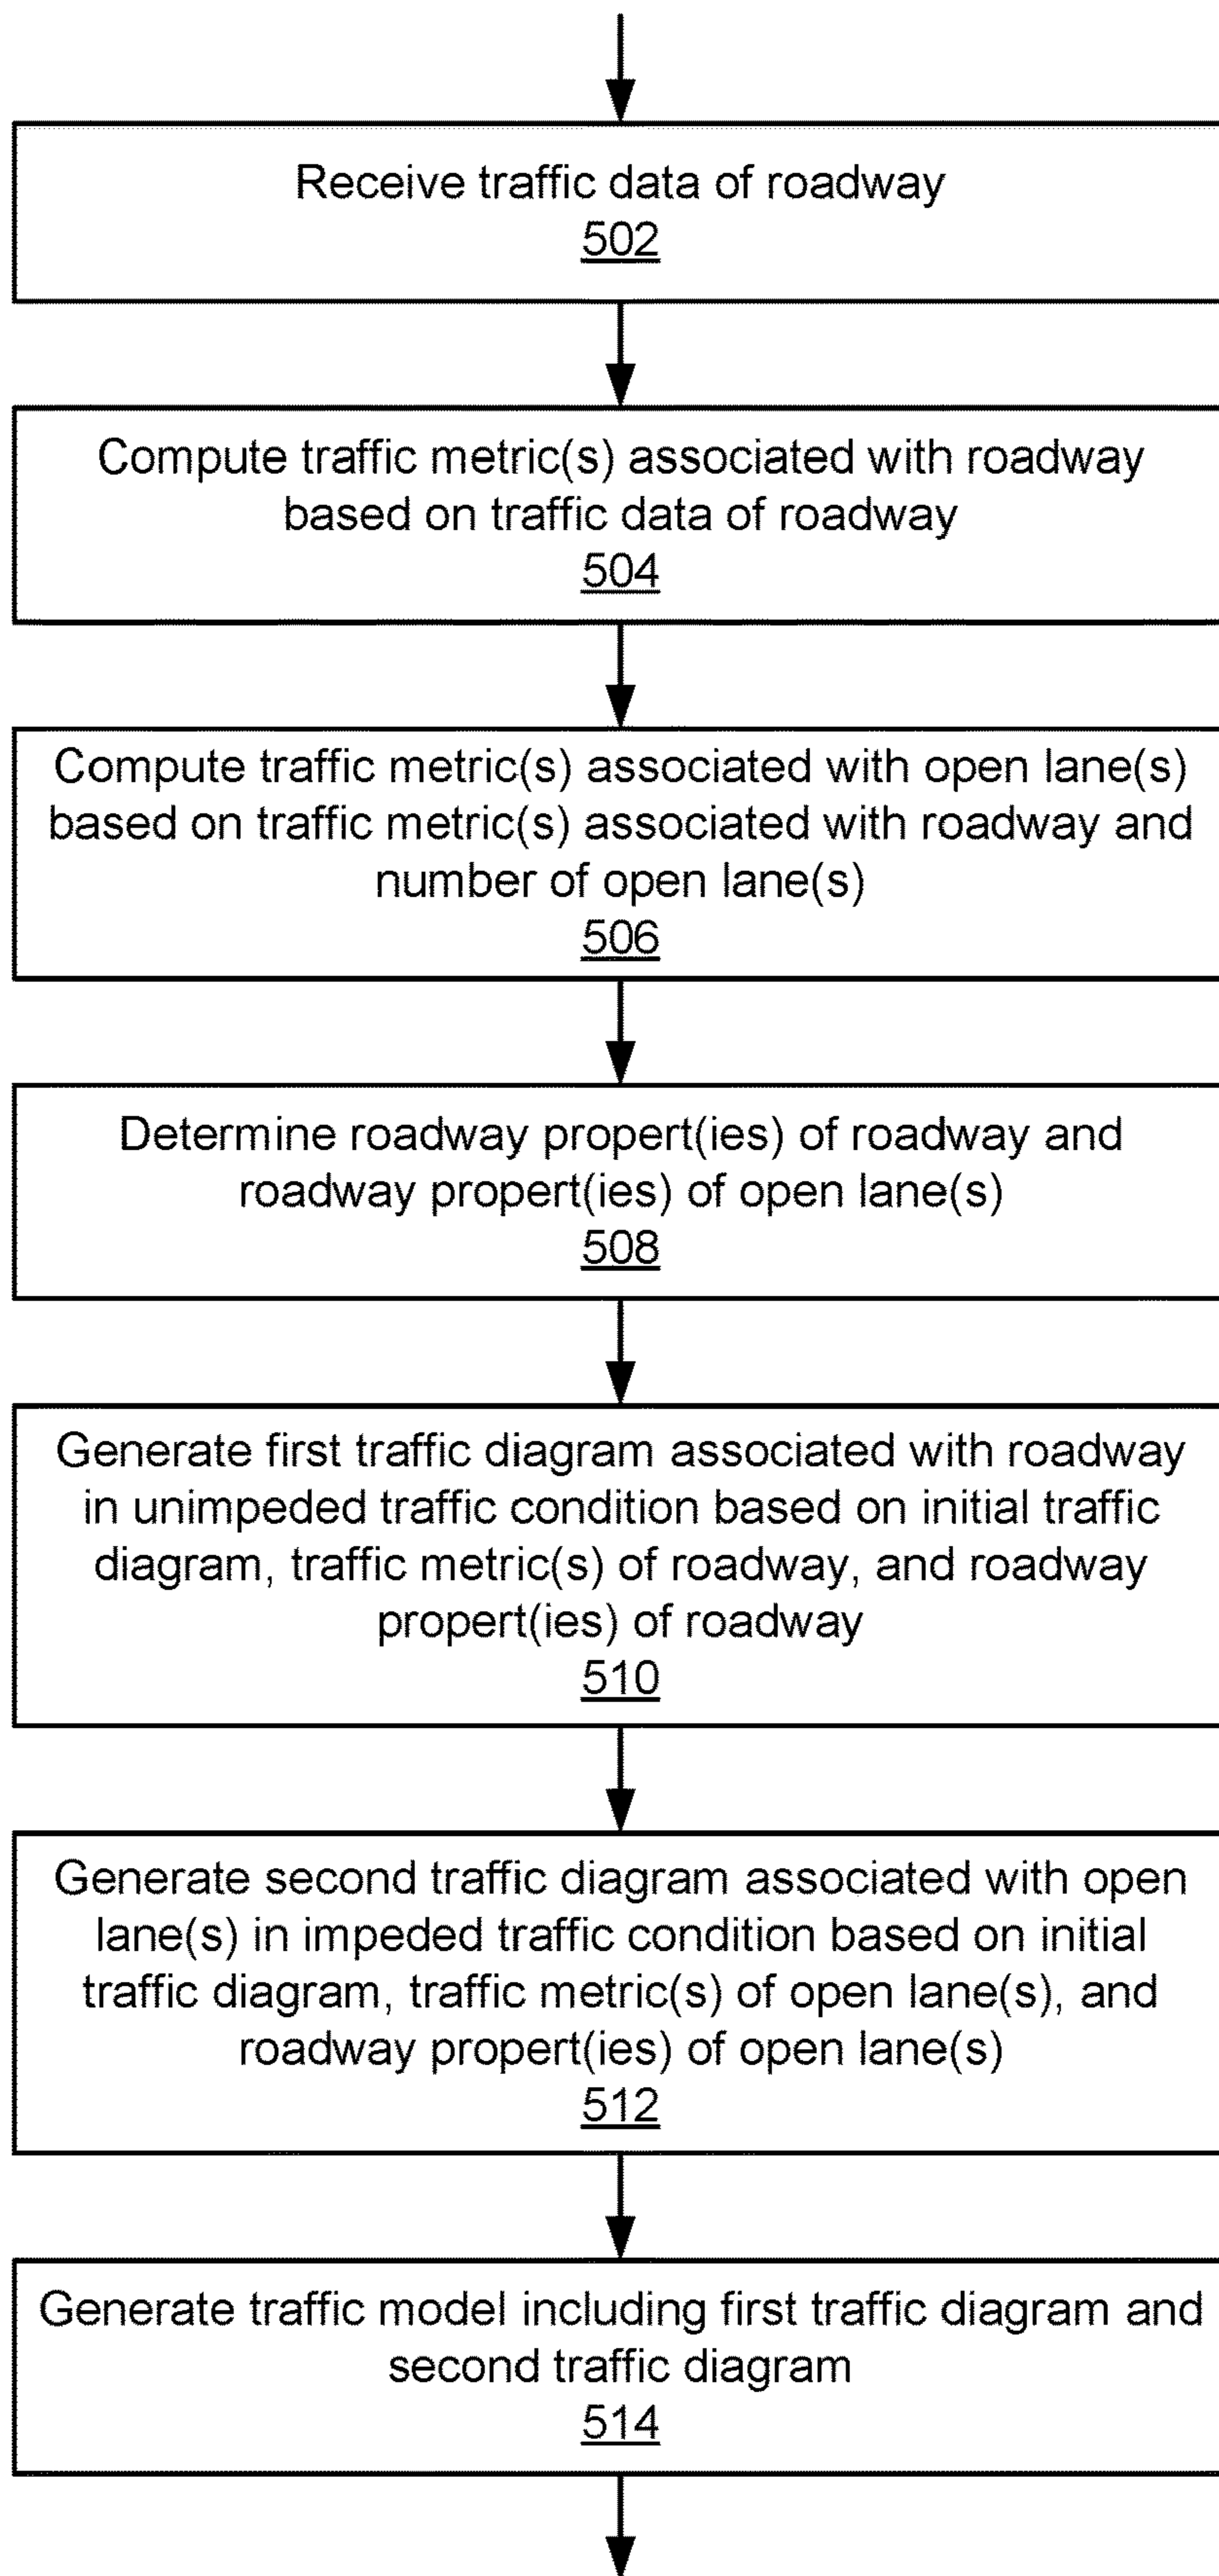 Receive traffic data of roadway
502
Compute traffic metric(s) associated with roadway
based on traffic data of roadway
504
Compute traffic metric(s) associated with open lane(s)
based on traffic metric(s) associated with roadway and
number of open lane(s)
506
Determine roadway propert(ies) of roadway and
roadway propert(ies) of open lane(s)
508
Generate first traffic diagram associated with roadway
in unimpeded traffic condition based on initial traffic
diagram, traffic metric(s) of roadway, and roadway
propert(ies) of roadway
510
Generate second traffic diagram associated with open
lane(s) in impeded traffic condition based on initial
traffic diagram, traffic metric(s) of open lane(s), and
roadway propert(ies) of open lane(s)
512
Generate traffic model including first traffic diagram and
second traffic diagram
514